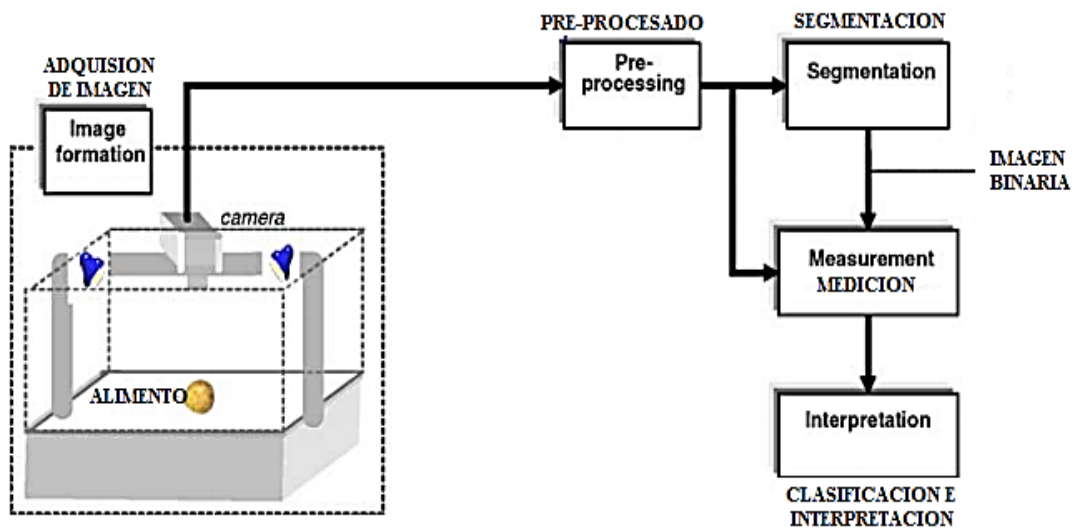 ADQUISION
DE IMAGEN
Image
formation
camera
ALIMENTO
PRE-PROCESADO
Pre-
processing
SEGMENTACION
Segmentation
IMAGEN
BINARIA
Measurement
MEDICION
Interpretation
CLASIFICACION E
INTERPRETACION